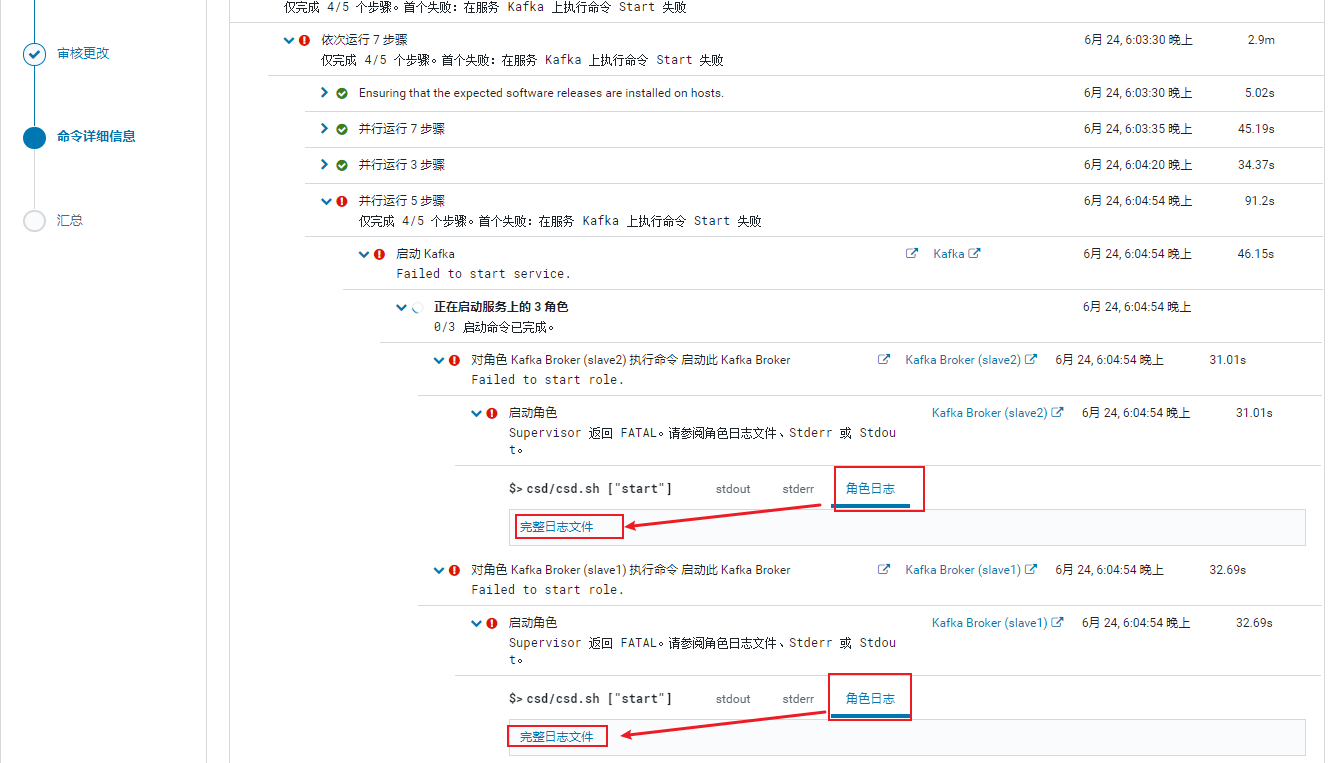 仅完成 4/5 个步骤。首个失败：在服务 Kafka 上执行命令 Start 失败
审核更改
依次运行 7 步骤 6月 24, 6:03:30 晚上 2.9m
仅完成 4/5 个步骤。首个失败：在服务 Kafka 上执行命令 Start 失败
Ensuring that the expected software releases are installed on hosts. 6月 24, 6:03:30 晚上 5.02s
命令详细信息
并行运行 7 步骤 6月 24, 6:03:35 晚上 45.19s
并行运行 3 步骤 6月 24, 6:04:20 晚上 34.37s
并行运行 5 步骤 6月 24, 6:04:54 晚上 91.2s
仅完成 4/5 个步骤。首个失败：在服务 Kafka 上执行命令 Start 失败
汇总
启动 Kafka Kafka 6月 24, 6:04:54 晚上 46.15s
Failed to start service.
正在启动服务上的 3 角色 6月 24, 6:04:54 晚上
0/3 启动命令已完成。
对角色 Kafka Broker (slave2) 执行命令 启动此 Kafka Broker Kafka Broker (slave2) 6月 24, 6:04:54 晚上 31.01s
Failed to start role.
启动角色 Kafka Broker (slave2) 6月 24, 6:04:54 晚上 31.01s
Supervisor 返回 FATAL。请参阅角色日志文件、Stderr 或 Stdou
t。
$> csd/csd.sh ["start"] stdout stderr 角色日志
完整日志文件
对角色 Kafka Broker (slave1) 执行命令 启动此 Kafka Broker Kafka Broker (slave1) 6月 24, 6:04:54 晚上 32.69s
Failed to start role.
启动角色 Kafka Broker (slave1) 6月 24, 6:04:54 晚上 32.69s
Supervisor 返回 FATAL。请参阅角色日志文件、Stderr 或 Stdou
t。
$> csd/csd.sh ["start"] stdout stderr 角色日志
完整日志文件